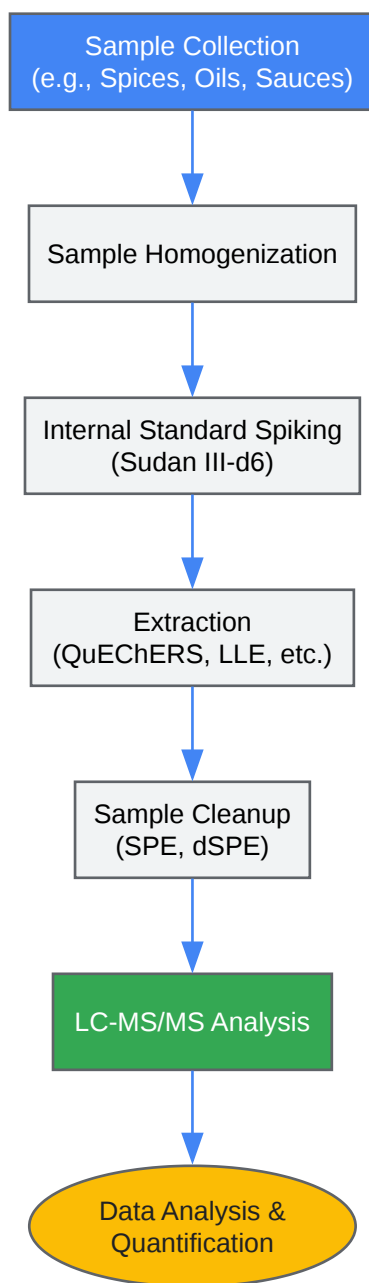 Sample Collection
(e.g., Spices, Oils, Sauces)
Sample Homogenization
Internal Standard Spiking
(Sudan III-d6)
Extraction
(QuEChERS, LLE, etc.)
Sample Cleanup
(SPE, dSPE)
LC-MS/MS Analysis
Data Analysis &
Quantification